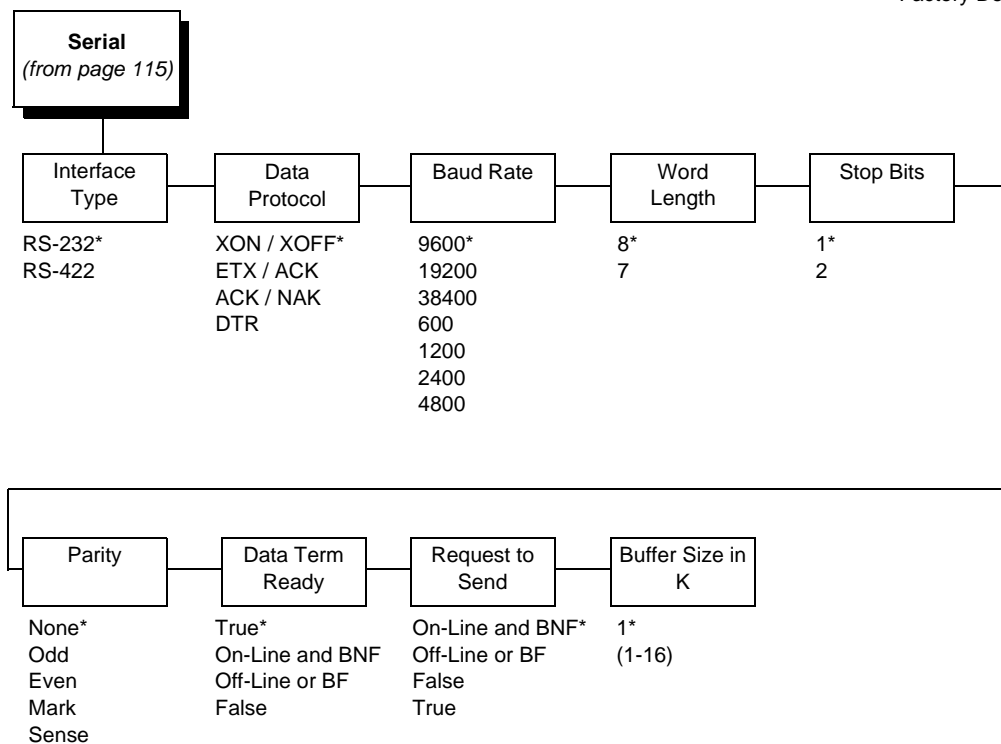 Serial
(from page 115)
Interface
Type
RS-232*
RS-422
Data
Protocol
XON / XOFF*
ETX / ACK
ACK / NAK
DTR
Baud Rate
9600*
19200
38400
600
1200
2400
4800
Word
Length
8*
7
Stop Bits
1*
2
Parity
None*
Odd
Even
Mark
Sense
Data Term
Ready
True*
On-Line and BNF
Off-Line or BF
False
Request to
Send
On-Line and BNF*
Off-Line or BF
False
True
Buffer Size in
K
1*
(1-16)